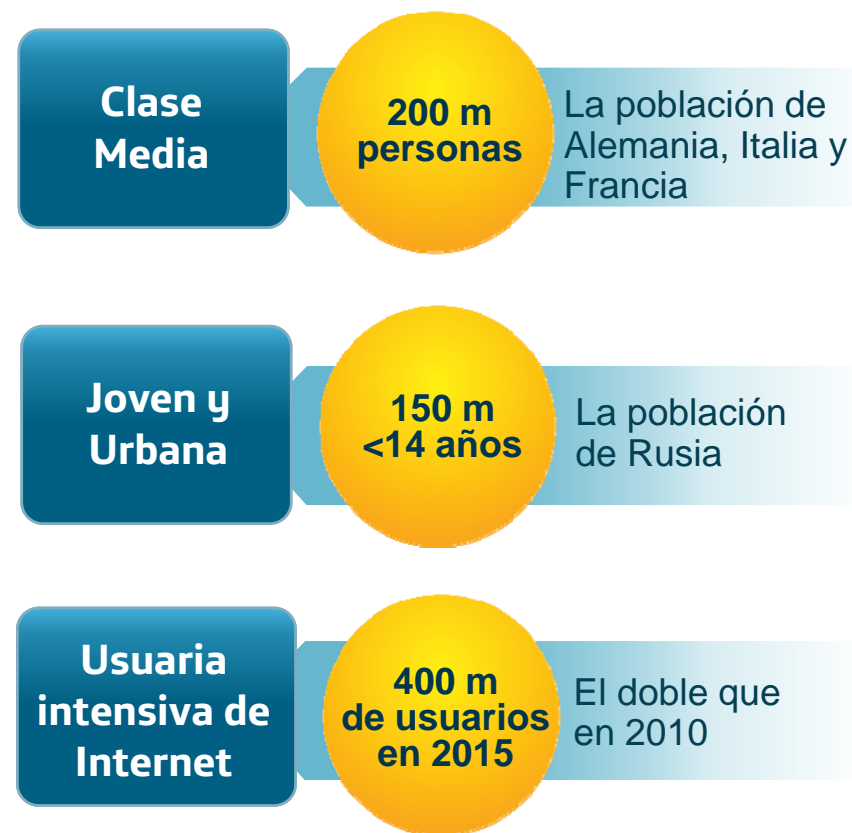 Clase
Media
200 m
personas
La población de
Alemania, Italia y
Francia
Joven y
Urbana
150 m
<14 años
La población
de Rusia
Usuaria
intensiva de
Internet
400 m
de usuarios
en 2015
El doble que
en 2010